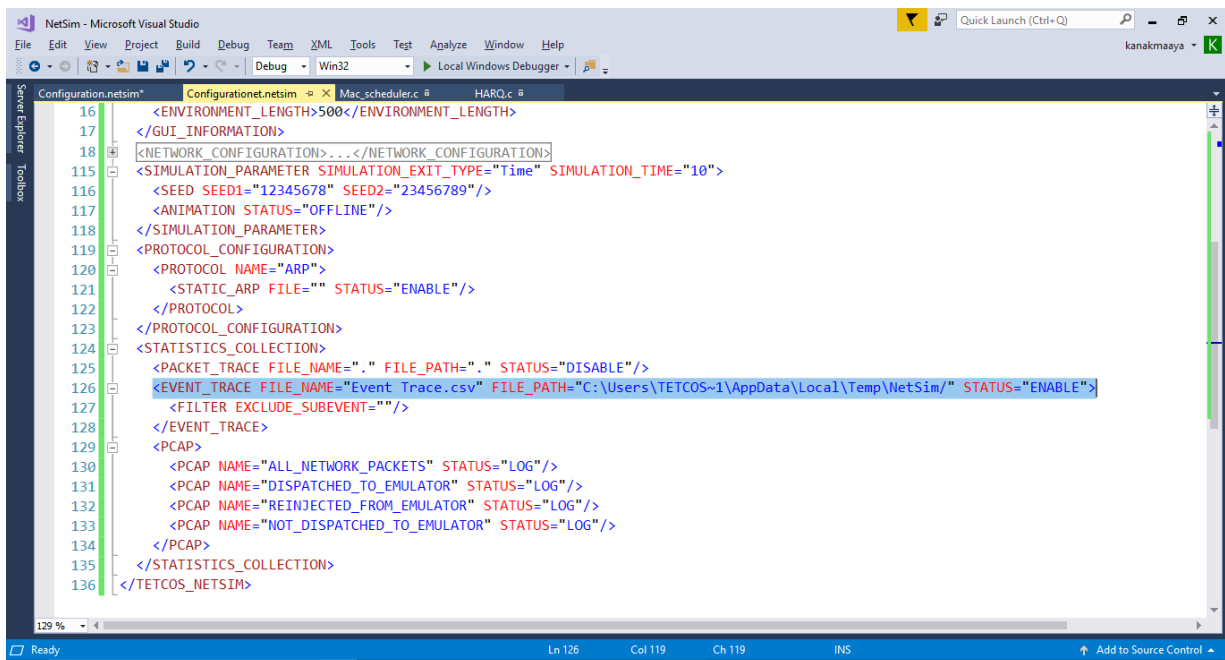 NetSim - Microsoft Visual Studio
Quick Launch (Ctrl+Q)
File Edit View Project Build Debug Team XML Tools Test Analyze Window Help
kanakmaaya K
Debug Win32 Local Windows Debugger
Server Explorer
Toolbox
Configuration.netsim* Configurationet.netsim Mac_scheduler.c HARQ.c
16 <ENVIRONMENT_LENGTH>500</ENVIRONMENT_LENGTH>
17 </GUI_INFORMATION>
18 <NETWORK_CONFIGURATION>...</NETWORK_CONFIGURATION>
115 <SIMULATION_PARAMETER SIMULATION_EXIT_TYPE="Time" SIMULATION_TIME="10">
116 <SEED SEED1="12345678" SEED2="23456789"/>
117 <ANIMATION STATUS="OFFLINE"/>
118 </SIMULATION_PARAMETER>
119 <PROTOCOL_CONFIGURATION>
120 <PROTOCOL NAME="ARP">
121 <STATIC_ARP FILE="" STATUS="ENABLE"/>
122 </PROTOCOL>
123 </PROTOCOL_CONFIGURATION>
124 <STATISTICS_COLLECTION>
125 <PACKET_TRACE FILE_NAME="." FILE_PATH="." STATUS="DISABLE"/>
126 <EVENT_TRACE FILE_NAME="Event Trace.csv" FILE_PATH="C:\Users\TETCOS~1\AppData\Local\Temp\NetSim/" STATUS="ENABLE">
127 <FILTER EXCLUDE_SUBEVENT=""/>
128 </EVENT_TRACE>
129 <PCAP>
130 <PCAP NAME="ALL_NETWORK_PACKETS" STATUS="LOG"/>
131 <PCAP NAME="DISPATCHED_TO_EMULATOR" STATUS="LOG"/>
132 <PCAP NAME="REINJECTED_FROM_EMULATOR" STATUS="LOG"/>
133 <PCAP NAME="NOT_DISPATCHED_TO_EMULATOR" STATUS="LOG"/>
134 </PCAP>
135 </STATISTICS_COLLECTION>
136 </TETCOS_NETSIM>
129 %
Ready Ln 126 Col 119 Ch 119 INS Add to Source Control